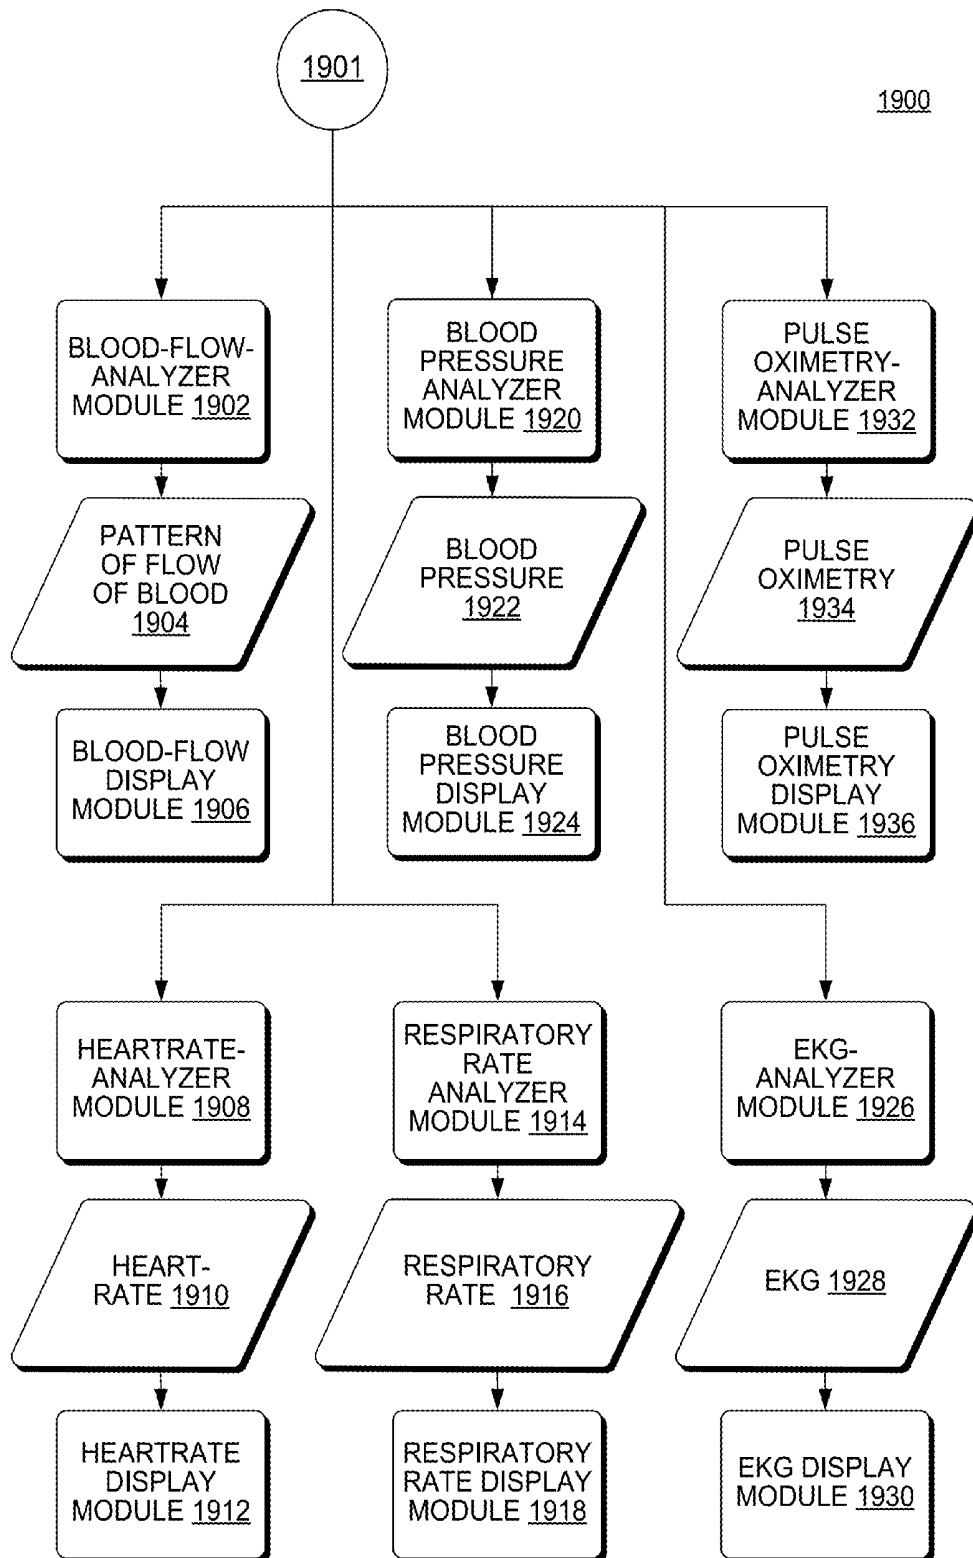 1901
1900
BLOOD-FLOW-
ANALYZER
MODULE 1902
BLOOD
PRESSURE
ANALYZER
MODULE 1920
PULSE
OXIMETRY-
ANALYZER
MODULE 1932
PATTERN
OF FLOW
OF BLOOD
1904
BLOOD
PRESSURE
1922
PULSE
OXIMETRY
1934
BLOOD-FLOW
DISPLAY
MODULE 1906
BLOOD
PRESSURE
DISPLAY
MODULE 1924
PULSE
OXIMETRY
DISPLAY
MODULE 1936
HEARTRATE-
ANALYZER
MODULE 1908
RESPIRATORY
RATE
ANALYZER
MODULE 1914
EKG-
ANALYZER
MODULE 1926
HEART-
RATE 1910
RESPIRATORY
RATE 1916
EKG 1928
HEARTRATE
DISPLAY
MODULE 1912
RESPIRATORY
RATE DISPLAY
MODULE 1918
EKG DISPLAY
MODULE 1930